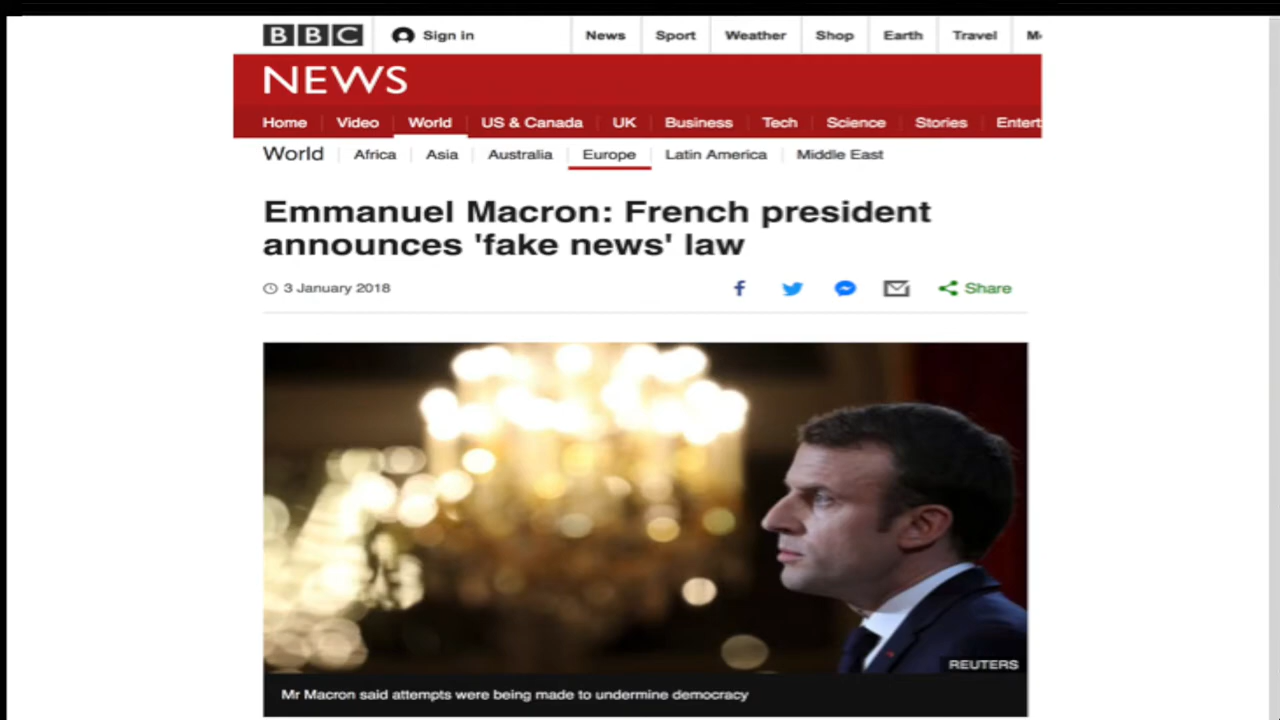 BBC Sign in News Sport Weather Shop Earth Travel
NEWS
Home Video World US & Canada UK Business Tech Science Stories Entert
World Africa Asia Australia Europe Latin America Middle East
Emmanuel Macron: French president
announces 'fake news' law
3 January 2018 Share
REUTERS
Mr Macron said attempts were being made to undermine democracy